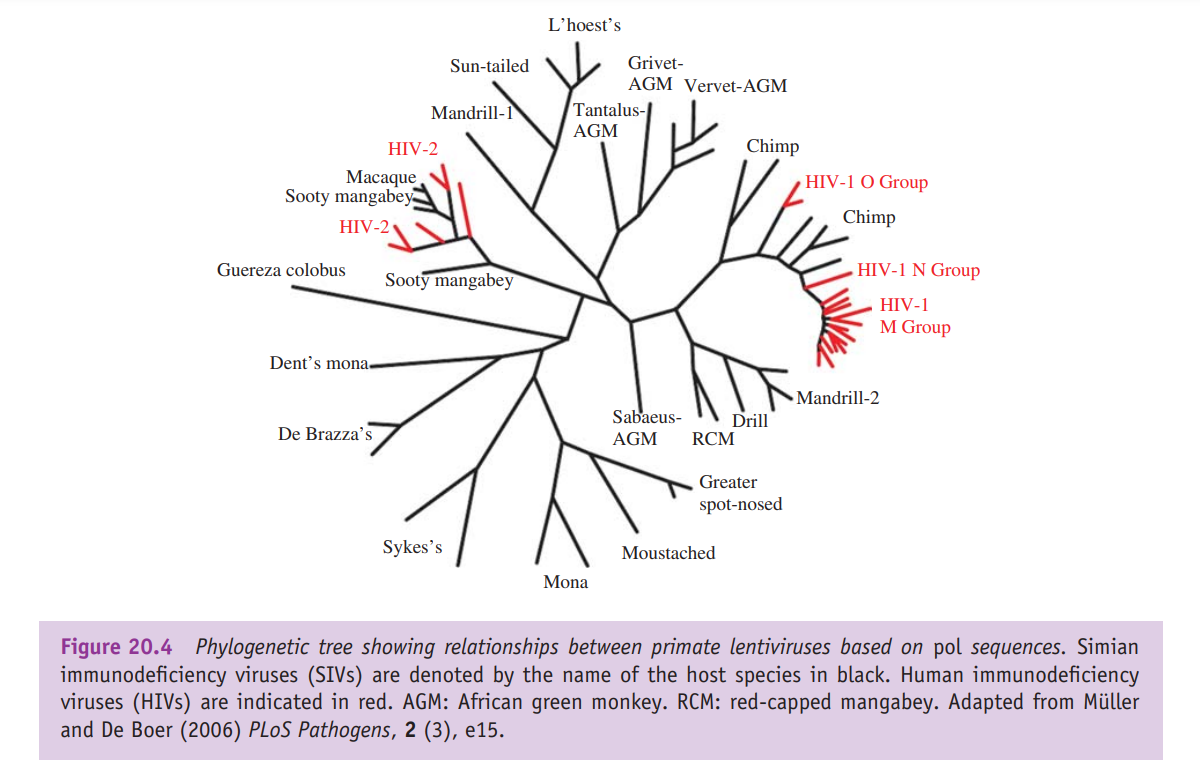 L'hoest's
Sun-tailed
Grivet-
AGM
Vervet-AGM
Mandrill-1
Tantalus-
AGM
HIV-2
Chimp
Macaque
HIV-1 O Group
Sooty mangabey
Chimp
HIV-2
Guereza colobus
Sooty mangabey
HIV-1 N Group
HIV-1
M Group
Dent's mona
Mandrill-2
Sabaeus-
AGM
RCM
Drill
De Brazza's
Greater
spot-nosed
Sykes's
Moustached
Mona
Figure 20.4 Phylogenetic tree showing relationships between primate lentiviruses based on pol sequences. Simian
immunodeficiency viruses (SIVs) are denoted by the name of the host species in black. Human immunodeficiency
viruses (HIVs) are indicated in red. AGM: African green monkey. RCM: red-capped mangabey. Adapted from Müller
and De Boer (2006) PLoS Pathogens, 2 (3), e15.